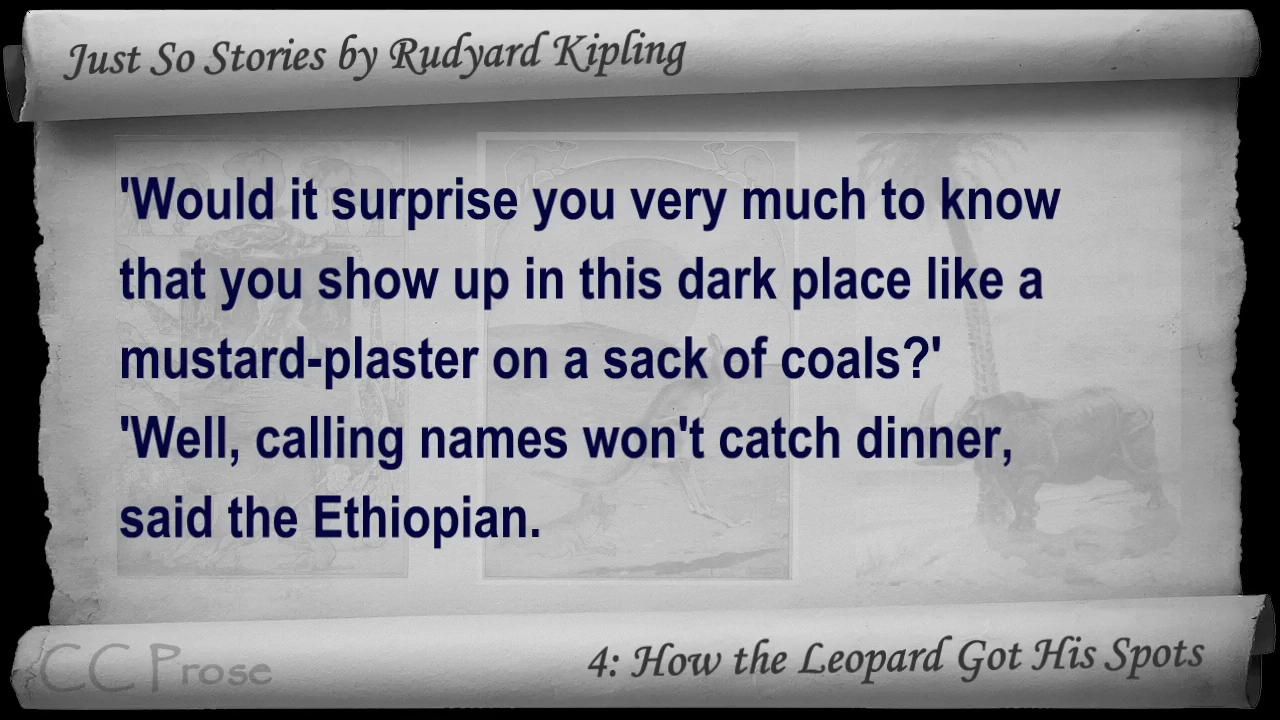 Just So Stories by Rudyard Kipling
'Would it surprise you very much to know
that you show up in this dark place like a
mustard-plaster on a sack of coals?'
'Well, calling names won't catch dinner,
said the Ethiopian.
CC Prose
4: How the Leopard Got His Spots